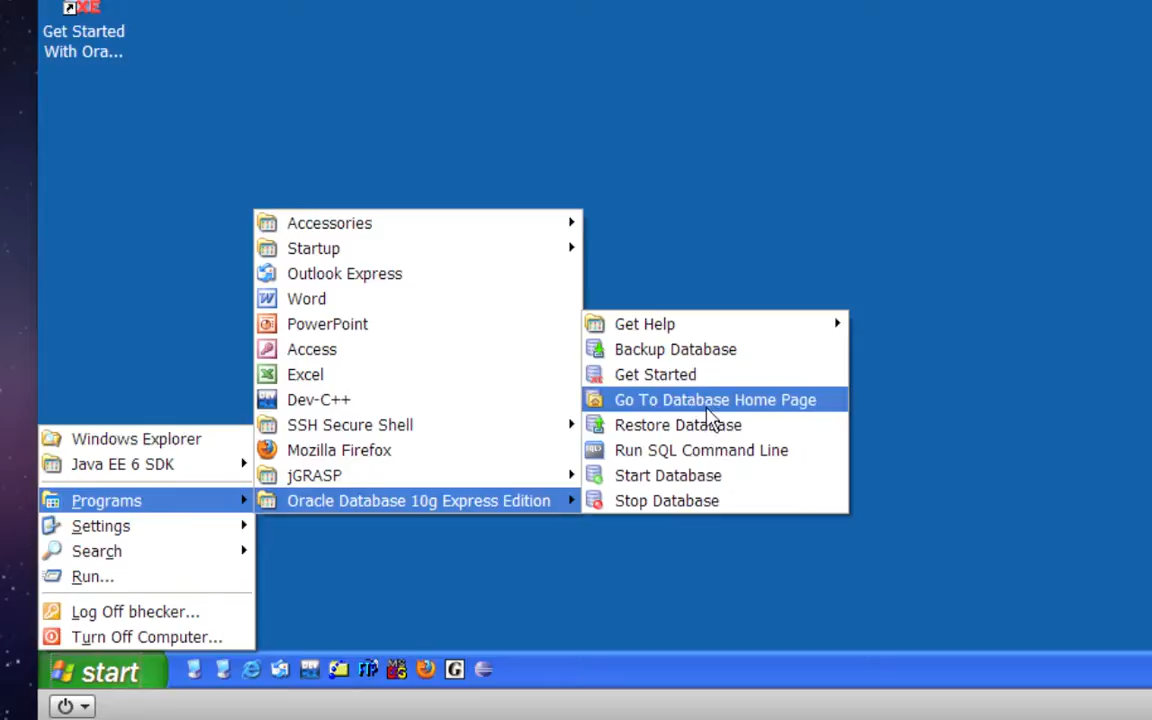 XE
Get Started
With Ora...
Accessories
Startup
Outlook Express
Word
PowerPoint
Access
Excel
Dev-C++
SSH Secure Shell
Mozilla Firefox
jGRASP
Oracle Database 10g Express Edition
Get Help
Backup Database
Get Started
Go To Database Home Page
Restore Database
Run SQL Command Line
Start Database
Stop Database
Windows Explorer
Java EE 6 SDK
Programs
Settings
Search
Run...
Log Off bhecker...
Turn Off Computer...
start